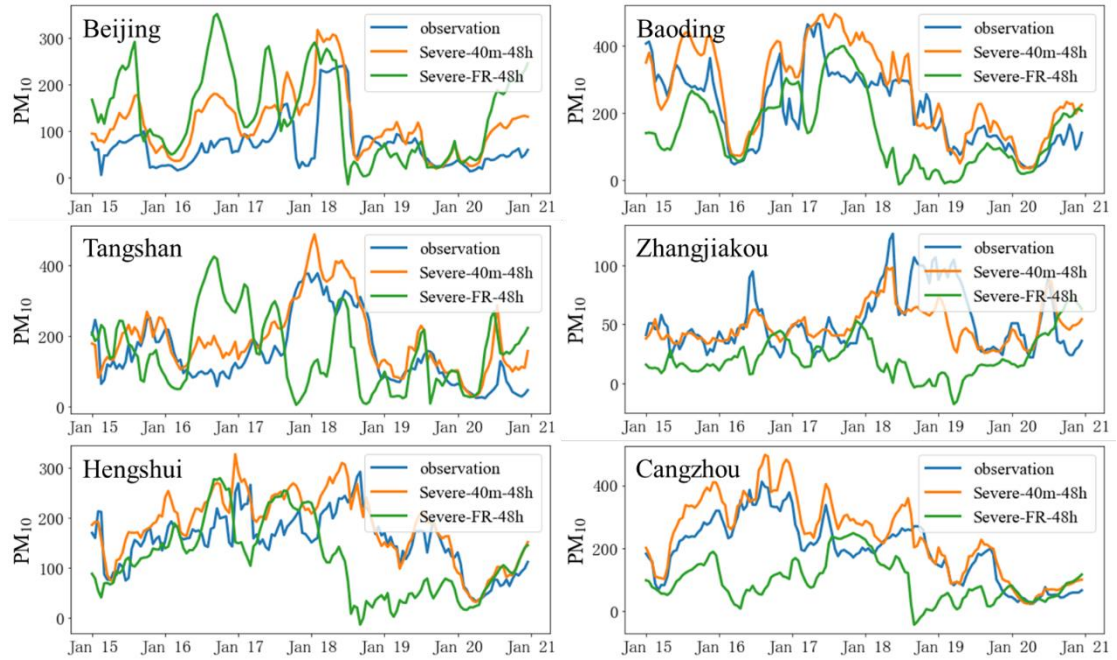 Beijing
observation
Severe-40m-48h
Severe-FR-48h
PM10
300
200
100
0
Jan 15 Jan 16 Jan 17 Jan 18 Jan 19 Jan 20 Jan 21
Baoding
observation
Severe-40m-48h
Severe-FR-48h
PM10
400
200
0
Jan 15 Jan 16 Jan 17 Jan 18 Jan 19 Jan 20 Jan 21
Tangshan
observation
Severe-40m-48h
Severe-FR-48h
PM10
400
200
0
Jan 15 Jan 16 Jan 17 Jan 18 Jan 19 Jan 20 Jan 21
Zhangjiakou
observation
Severe-40m-48h
Severe-FR-48h
PM10
100
50
0
Jan 15 Jan 16 Jan 17 Jan 18 Jan 19 Jan 20 Jan 21
Hengshui
observation
Severe-40m-48h
Severe-FR-48h
PM10
300
200
100
0
Jan 15 Jan 16 Jan 17 Jan 18 Jan 19 Jan 20 Jan 21
Cangzhou
observation
Severe-40m-48h
Severe-FR-48h
PM10
400
200
0
Jan 15 Jan 16 Jan 17 Jan 18 Jan 19 Jan 20 Jan 21